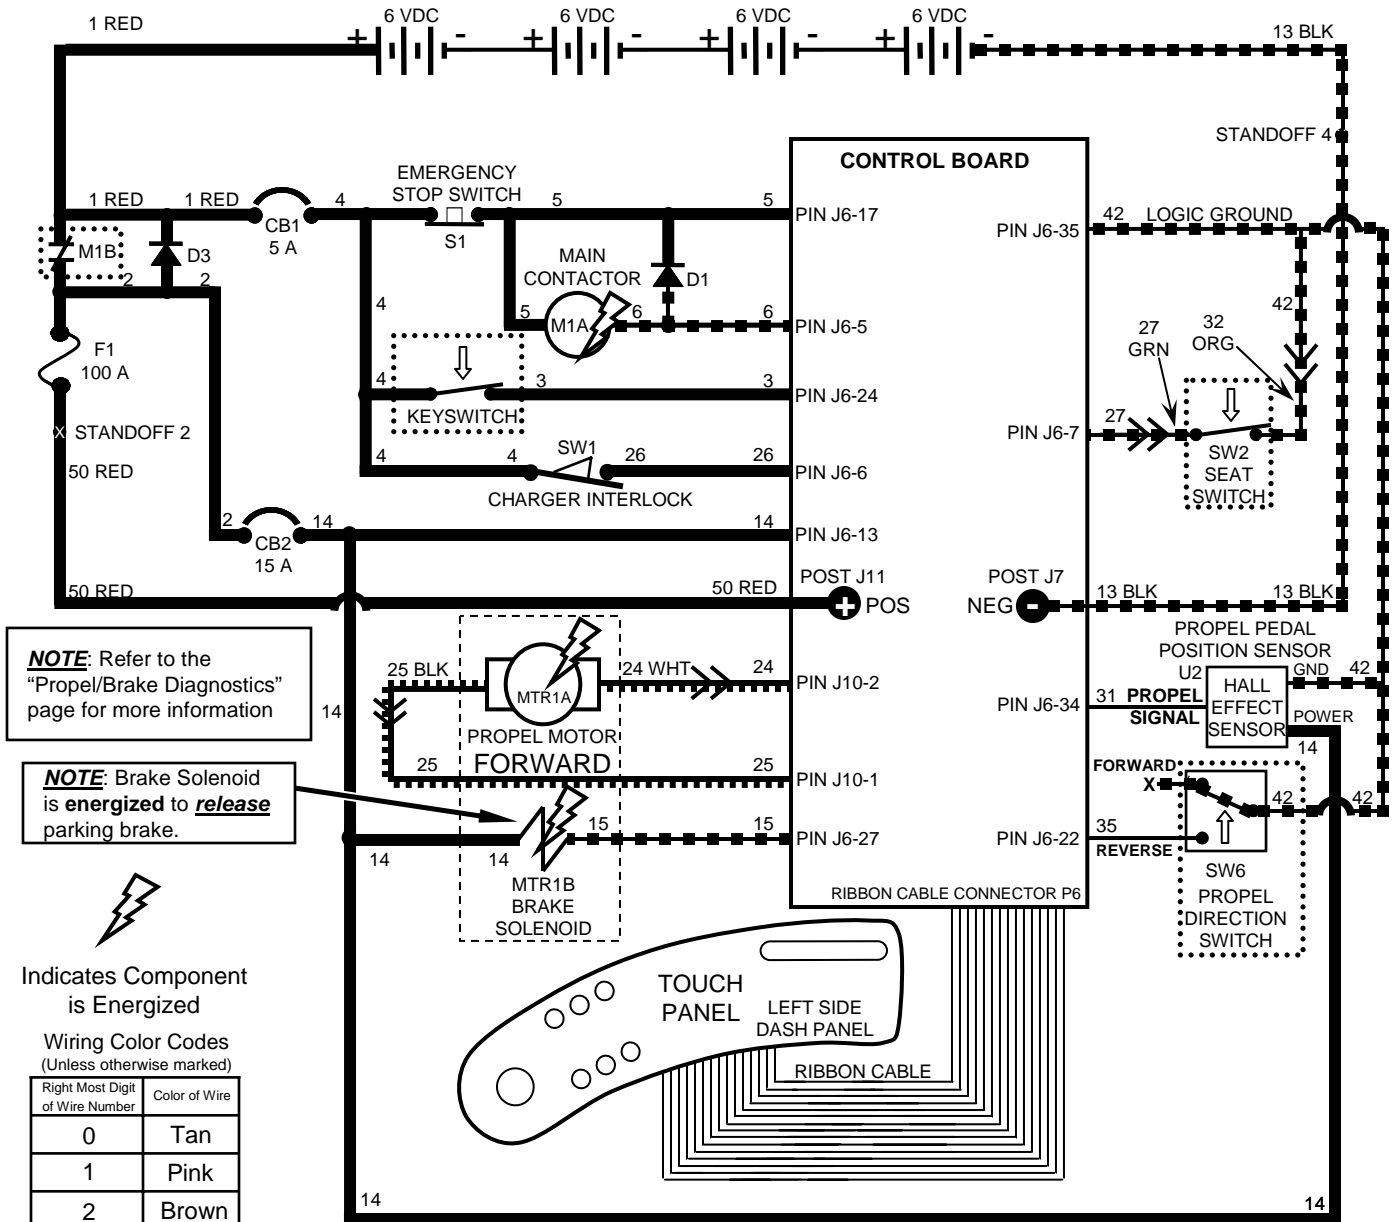 1 RED
6 VDC
6 VDC
6 VDC
6 VDC
13 BLK
+ - + - + - + -
STANDOFF 4
CONTROL BOARD
EMERGENCY
STOP SWITCH
S1
1 RED
1 RED
4
5
5
PIN J6-17
CB1
5 A
M1B
D3
2
2
MAIN
CONTACTOR
D1
M1A
5
6
6
PIN J6-5
PIN J6-35
42
LOGIC GROUND
42
4
F1
100 A
27
GRN
32
ORG
4
3
3
PIN J6-24
KEYSWITCH
X STANDOFF 2
50 RED
PIN J6-7
27
SW2
SEAT
SWITCH
4
4
SW1
26
26
PIN J6-6
CHARGER INTERLOCK
2
14
14
PIN J6-13
CB2
15 A
50 RED
50 RED
POST J11
+ POS
POST J7
NEG -
13 BLK
13 BLK
PROPEL PEDAL
POSITION SENSOR
U2
GND
42
HALL
EFFECT
SENSOR
POWER
14
PIN J6-34
31
PROPEL
SIGNAL
NOTE: Refer to the
“Propel/Brake Diagnostics”
page for more information
14
25 BLK
24 WHT
24
PIN J10-2
MTR1A
PROPEL MOTOR
FORWARD
25
25
PIN J10-1
FORWARD
X
42
42
NOTE: Brake Solenoid
is energized to release
parking brake.
14
14
15
15
PIN J6-27
PIN J6-22
35
REVERSE
SW6
PROPEL
DIRECTION
SWITCH
MTR1B
BRAKE
SOLENOID
RIBBON CABLE CONNECTOR P6
Indicates Component
is Energized
TOUCH
PANEL
LEFT SIDE
DASH PANEL
RIBBON CABLE
Wiring Color Codes
(Unless otherwise marked)
Right Most Digit
of Wire Number
Color of Wire
0 Tan
1 Pink
2 Brown
14
14